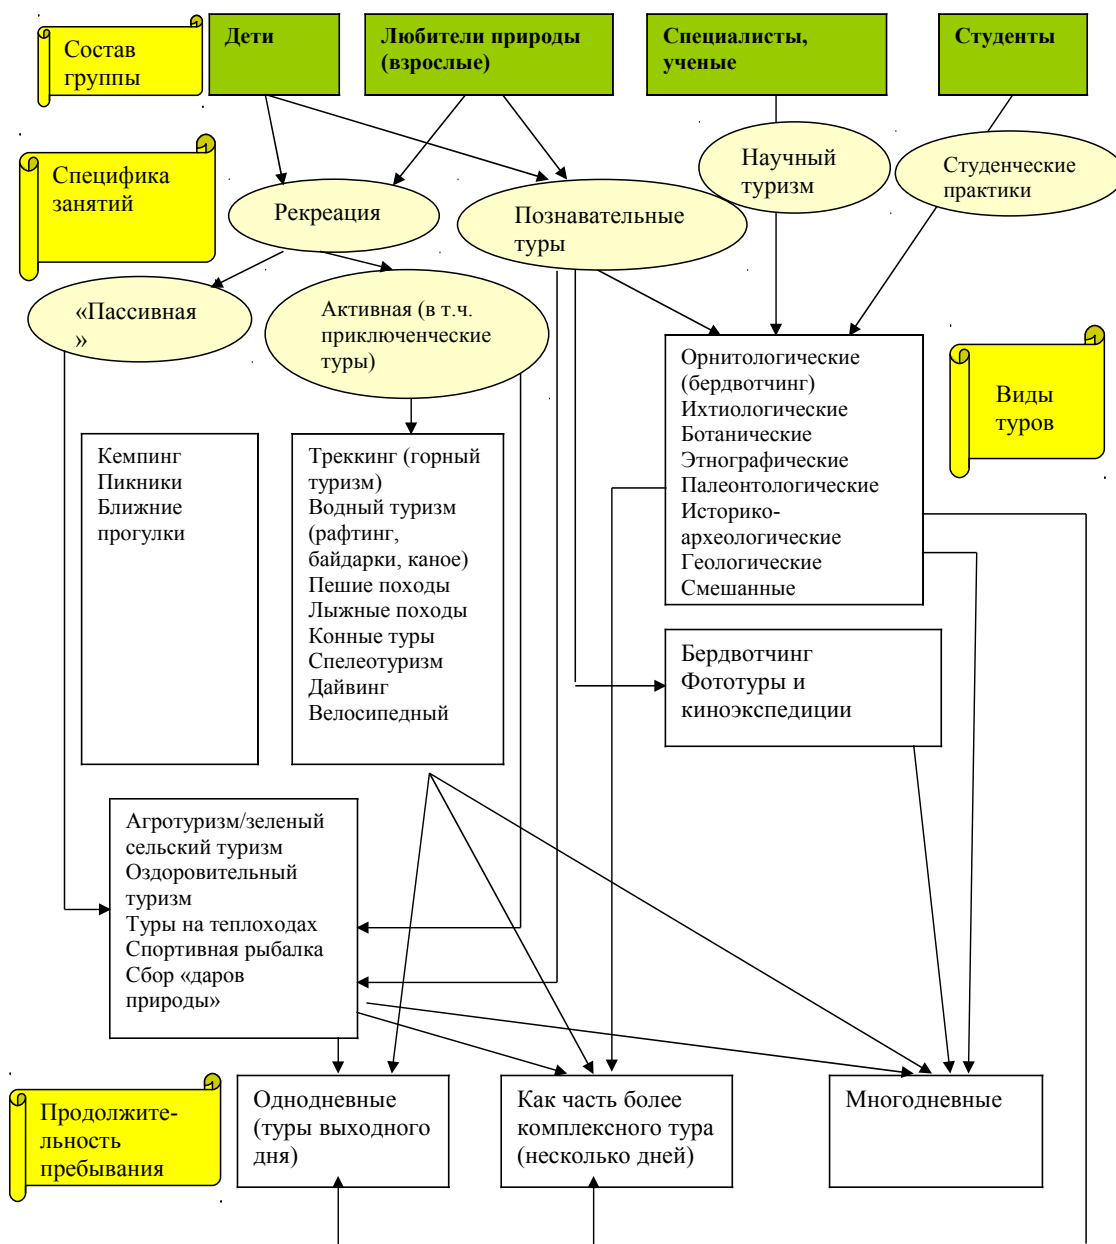 Состав
группы
Дети
Любители природы
(взрослые)
Специалисты,
ученые
Студенты
Специфика
занятий
Рекреация
Познавательные
туры
Научный
туризм
Студенческие
практики
«Пассивная
»
Активная (в т.ч.
приключенческие
туры)
Виды
туров
Кемпинг
Пикники
Ближние
прогулки
Треккинг (горный
туризм)
Водный туризм
(рафтинг,
байдарки, каное)
Пешие походы
Лыжные походы
Конные туры
Спелеотуризм
Дайвинг
Велосипедный
Орнитологические
(бердвотчинг)
Ихтиологические
Ботанические
Этнографические
Палеонтологические
Историко-
археологические
Геологические
Смешанные
Бердвотчинг
Фототуры и
киноэкспедиции
Агротуризм/зеленый
сельский туризм
Оздоровительный
туризм
Туры на теплоходах
Спортивная рыбалка
Сбор «даров
природы»
Продолжите-
льность
пребывания
Однодневные
(туры выходного
дня)
Как часть более
комплексного тура
(несколько дней)
Многодневные